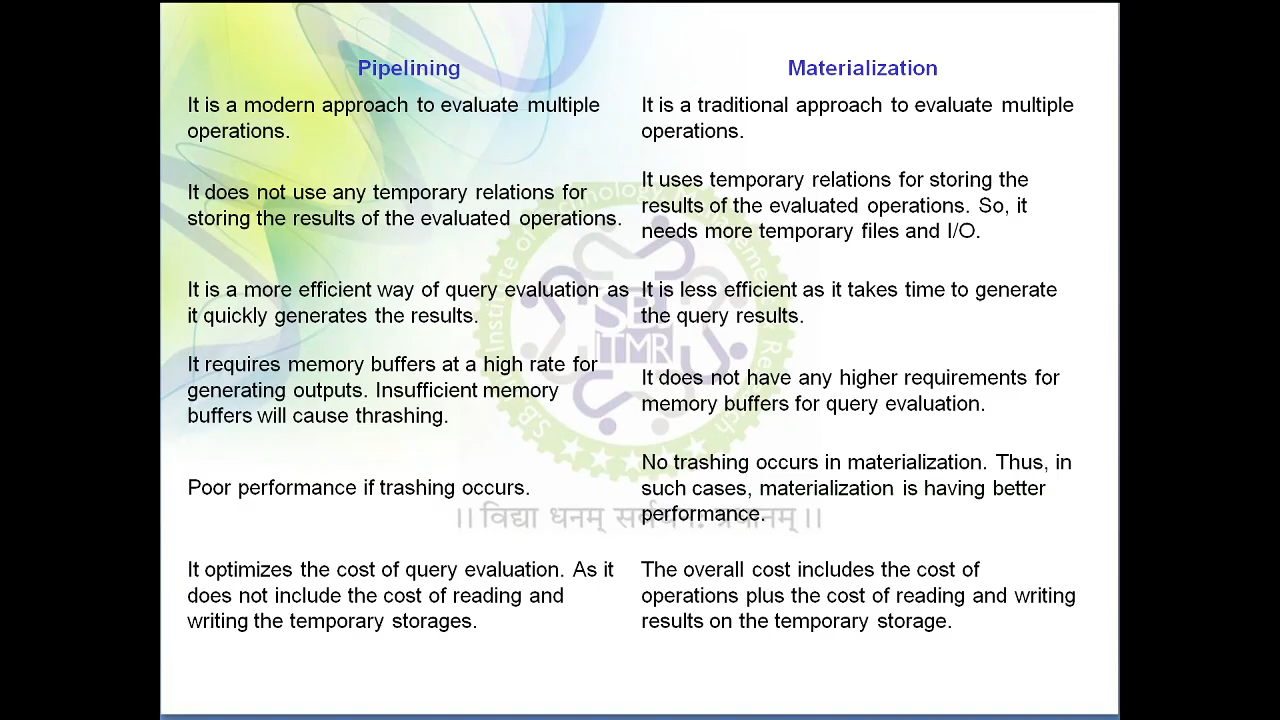 Pipelining
Materialization
It is a modern approach to evaluate multiple
operations.
It is a traditional approach to evaluate multiple
operations.
It does not use any temporary relations for
storing the results of the evaluated operations.
It uses temporary relations for storing the
results of the evaluated operations. So, it
needs more temporary files and I/O.
It is a more efficient way of query evaluation as
it quickly generates the results.
It is less efficient as it takes time to generate
the query results.
It requires memory buffers at a high rate for
generating outputs. Insufficient memory
buffers will cause thrashing.
It does not have any higher requirements for
memory buffers for query evaluation.
Poor performance if trashing occurs.
No trashing occurs in materialization. Thus, in
such cases, materialization is having better
performance.
It optimizes the cost of query evaluation. As it
does not include the cost of reading and
writing the temporary storages.
The overall cost includes the cost of
operations plus the cost of reading and writing
results on the temporary storage.
SBJ
ITMR
।। विद्या धनम्